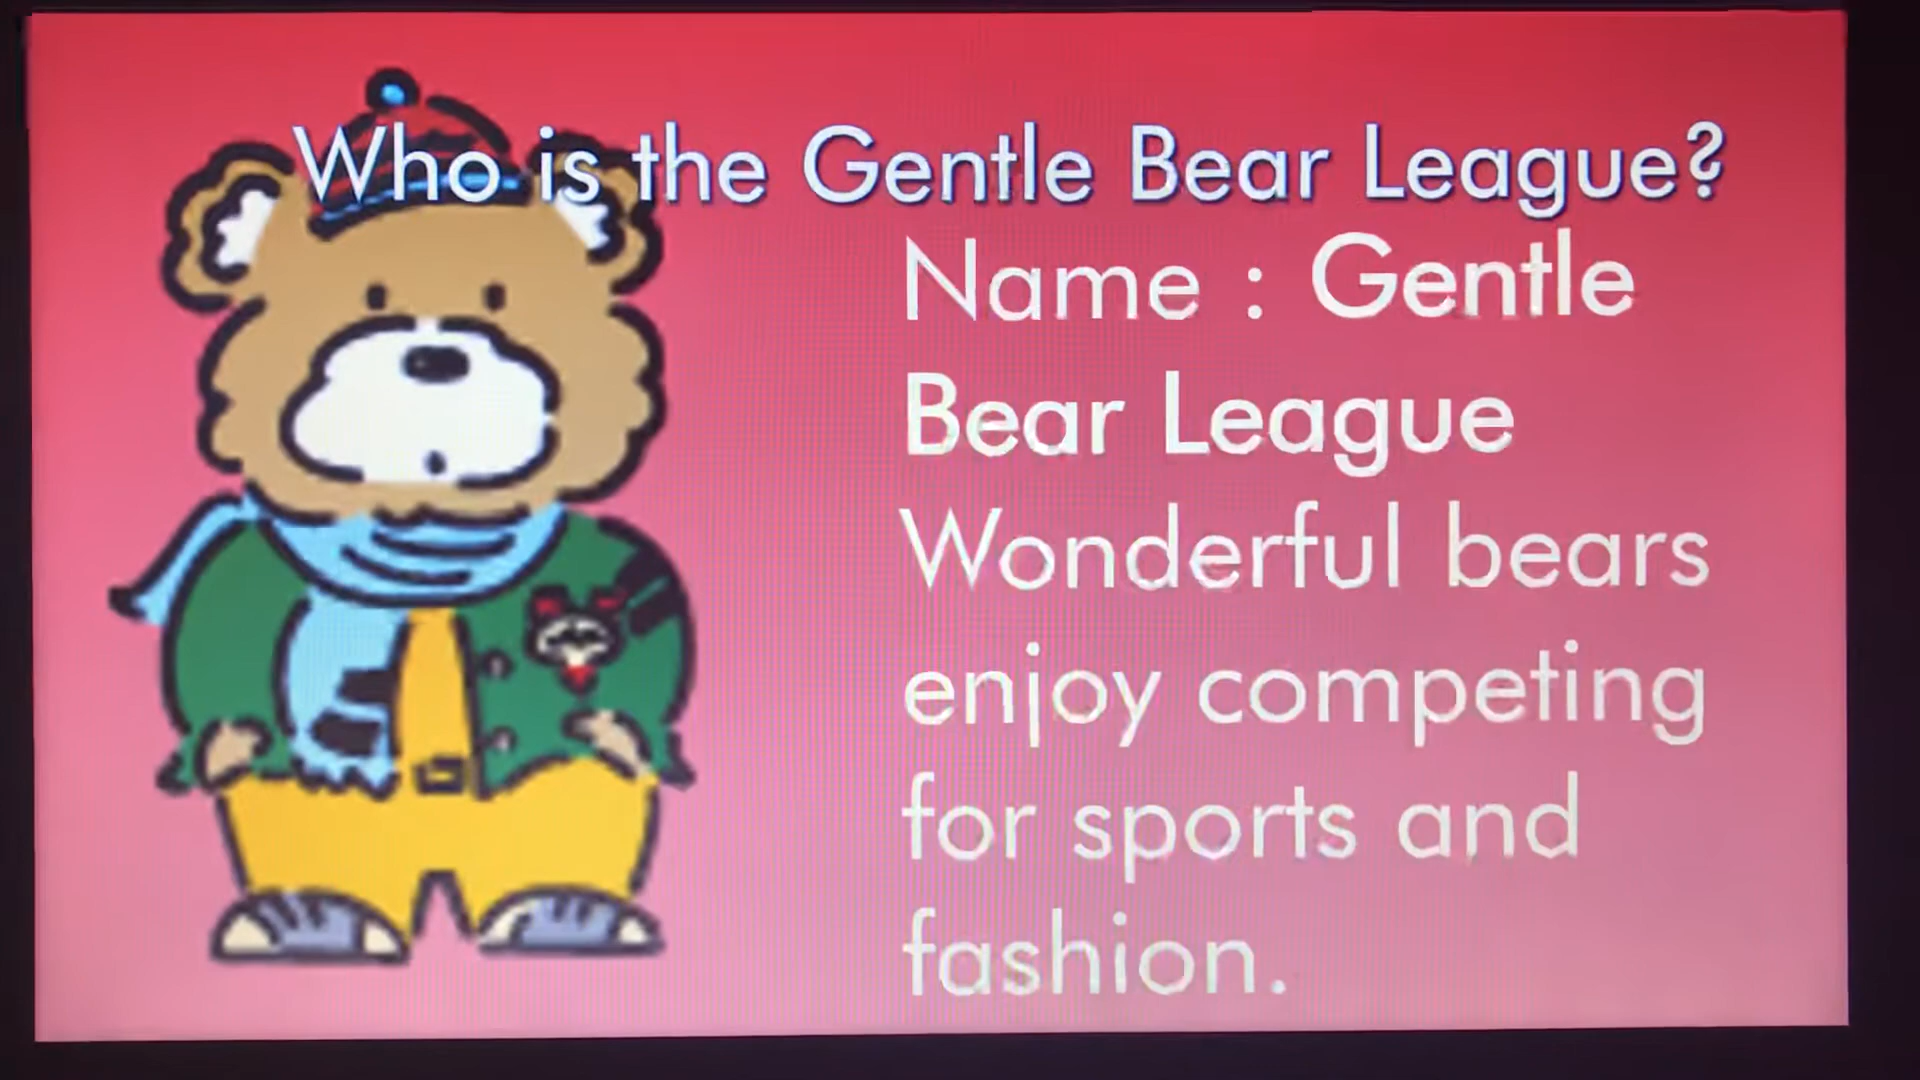 Who is the Gentle Bear League?
Name : Gentle
Bear League
Wonderful bears
enjoy competing
for sports and
fashion.